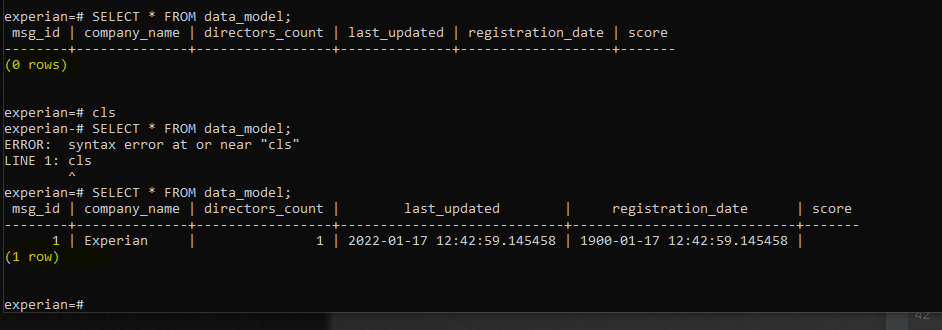 experian=# SELECT * FROM data_model;
 msg_id | company_name | directors_count | last_updated | registration_date | score
--------+--------------+-----------------+--------------+-------------------+-------
(0 rows)
experian=# cls
experian-# SELECT * FROM data_model;
ERROR:  syntax error at or near "cls"
LINE 1: cls
        ^
experian=# SELECT * FROM data_model;
 msg_id | company_name | directors_count |        last_updated        |     registration_date      | score
--------+--------------+-----------------+----------------------------+----------------------------+-------
      1 | Experian     |               1 | 2022-01-17 12:42:59.145458 | 1900-01-17 12:42:59.145458 |
(1 row)
experian=#
42